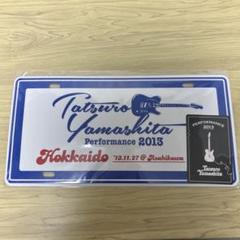 Tatsuro
Yamashita
Performance 2013
Hokkaido '13.11.27 @ Asahikawa
PERFORMANCE
2013
Tatsuro
Yamashita